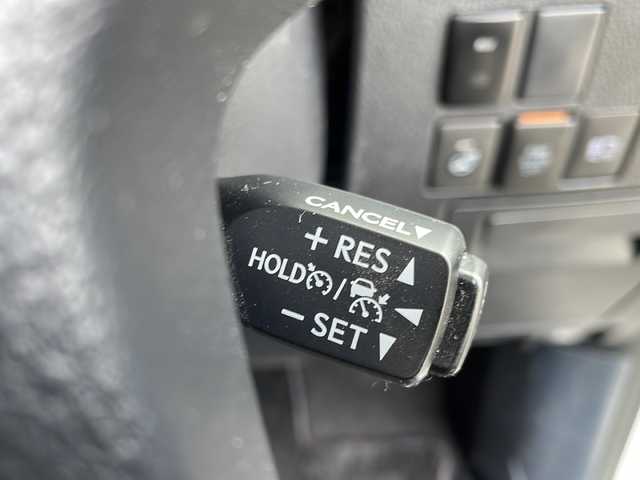 CANCEL▼
+ RES ▲
HOLD / ◀
− SET ▼